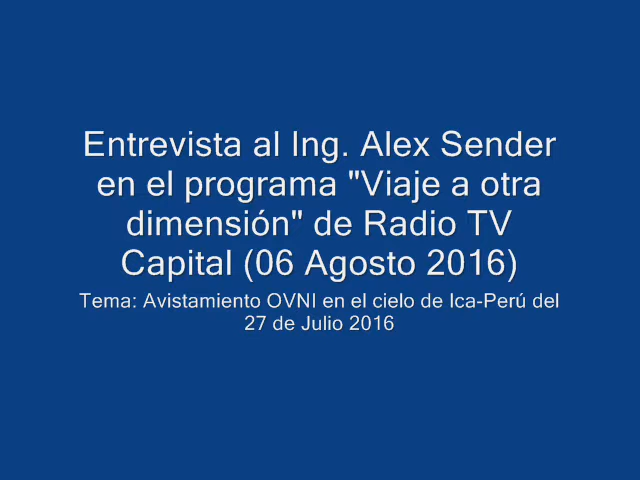 Entrevista al Ing. Alex Sender
en el programa "Viaje a otra
dimensión" de Radio TV
Capital (06 Agosto 2016)
Tema: Avistamiento OVNI en el cielo de Ica-Perú del
27 de Julio 2016